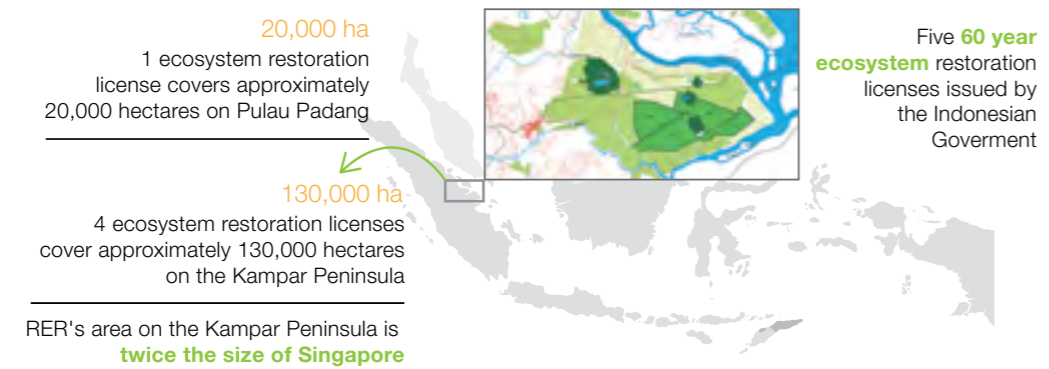 20,000 ha
1 ecosystem restoration
license covers approximately
20,000 hectares on Pulau Padang
130,000 ha
4 ecosystem restoration licenses
cover approximately 130,000 hectares
on the Kampar Peninsula
RER's area on the Kampar Peninsula is
twice the size of Singapore
Five 60 year
ecosystem restoration
licenses issued by
the Indonesian
Goverment